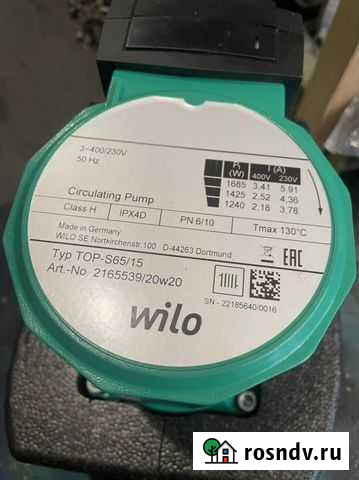 3~400/230V
50 Hz
P₁ (W) I (A)
400V 230V
1685 3,41 5,91
1425 2,52 4,36
1240 2,18 3,78
Circulating Pump
Class H IPX4D PN 6/10 Tmax 130°C
Made in Germany
WILO SE Nortkirchenstr.100 D-44263 Dortmund
Typ TOP-S65/15
Art.-No. 2165539/20w20
CE EAC
SN - 22185640/0016
wilo
rosndv.ru